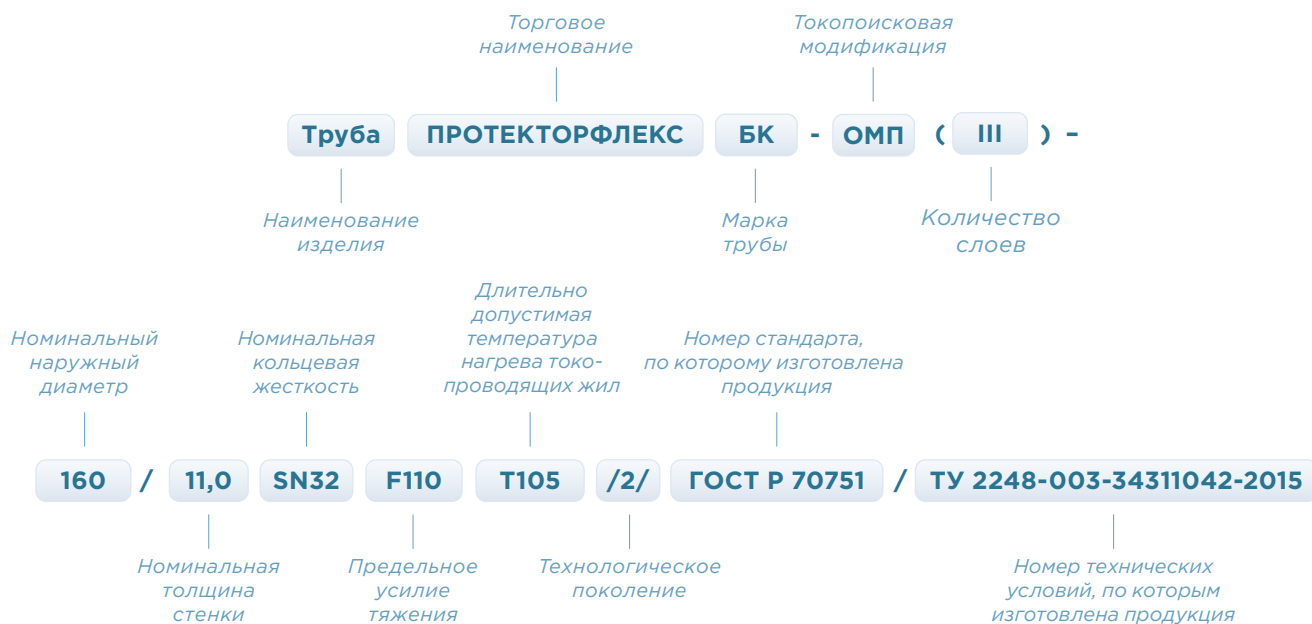 Торговое
наименование
Токопоисковая
модификация
Труба ПРОТЕКТОРФЛЕКС БК - ОМП ( III ) –
Наименование
изделия
Марка
трубы
Количество
слоев
Номинальный
наружный
диаметр
Номинальная
кольцевая
жесткость
Длительно
допустимая
температура
нагрева токо-
проводящих жил
Номер стандарта,
по которому изготовлена
продукция
160 / 11,0 SN32 F110 Т105 /2/ ГОСТ Р 70751 / ТУ 2248-003-34311042-2015
Номинальная
толщина
стенки
Предельное
усилие
тяжения
Технологическое
поколение
Номер технических
условий, по которым
изготовлена продукция